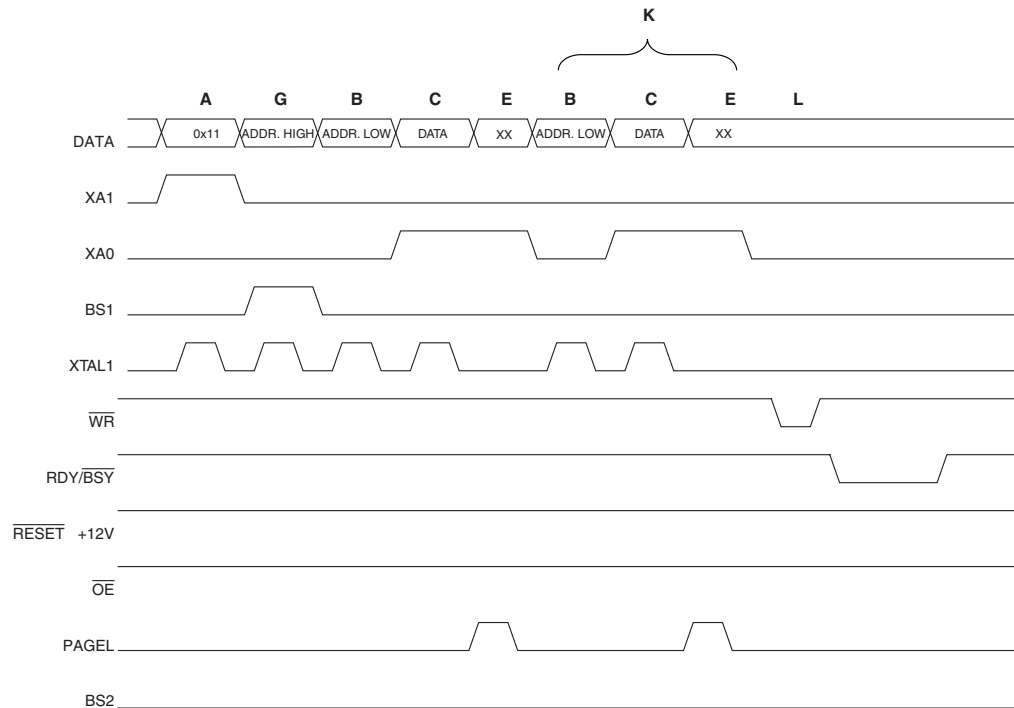 K
A G B C E B C E L
DATA 0x11 ADDR. HIGH ADDR. LOW DATA XX ADDR. LOW DATA XX
XA1
XA0
BS1
XTAL1
WR
RDY/BSY
RESET +12V
OE
PAGEL
BS2